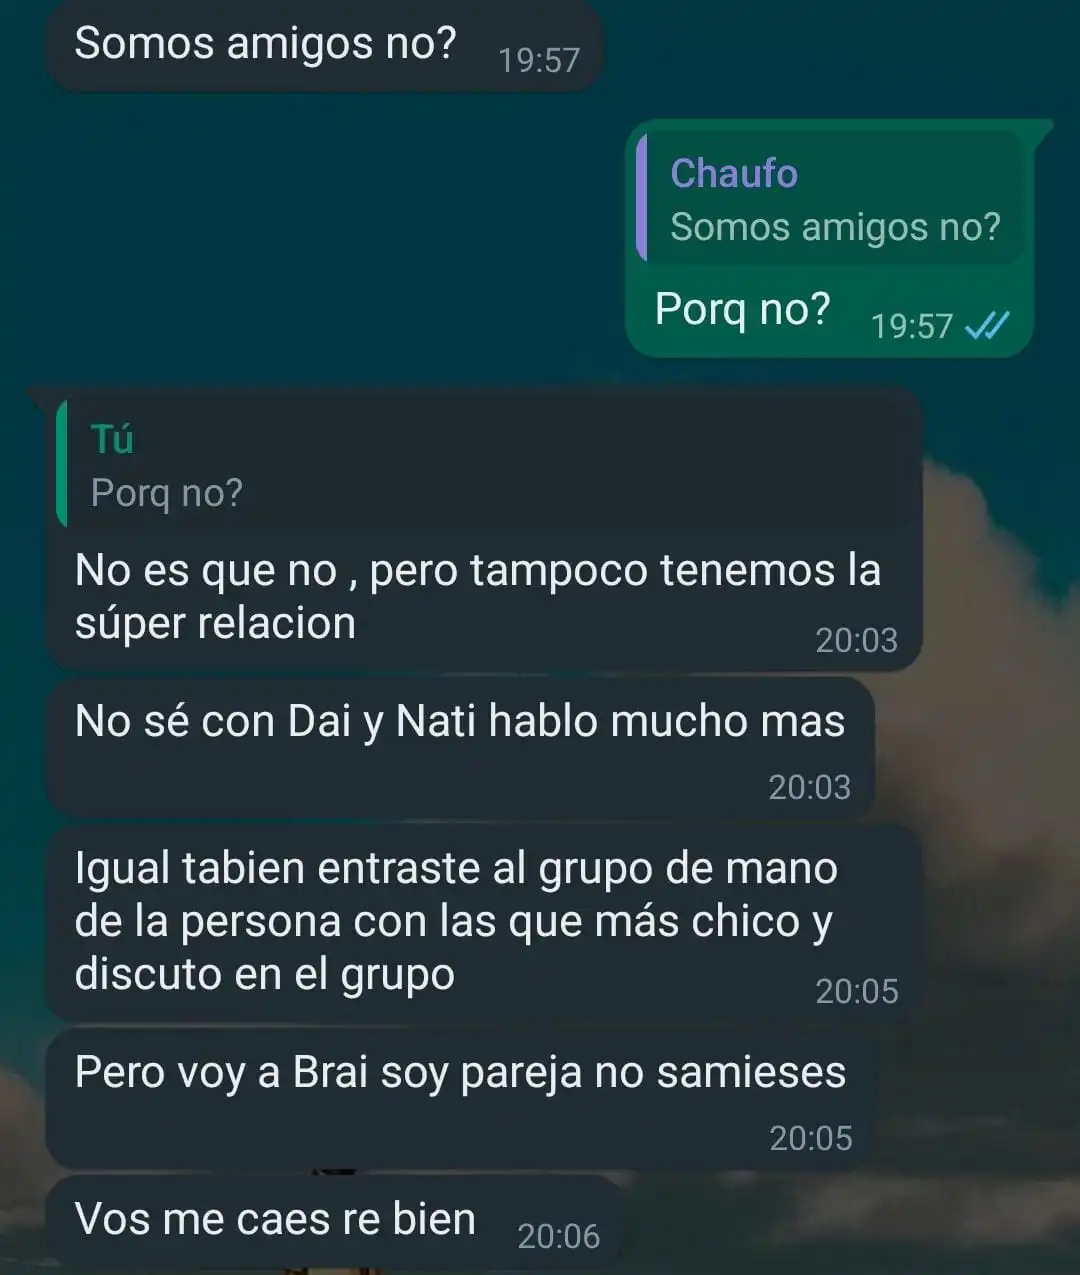 Somos amigos no?
19:57
Chaufo
Somos amigos no?
Porq no?
19:57
Tú
Porq no?
No es que no , pero tampoco tenemos la
súper relacion
20:03
No sé con Dai y Nati hablo mucho mas
20:03
Igual tabien entraste al grupo de mano
de la persona con las que más chico y
discuto en el grupo
20:05
Pero voy a Brai soy pareja no samieses
20:05
Vos me caes re bien
20:06